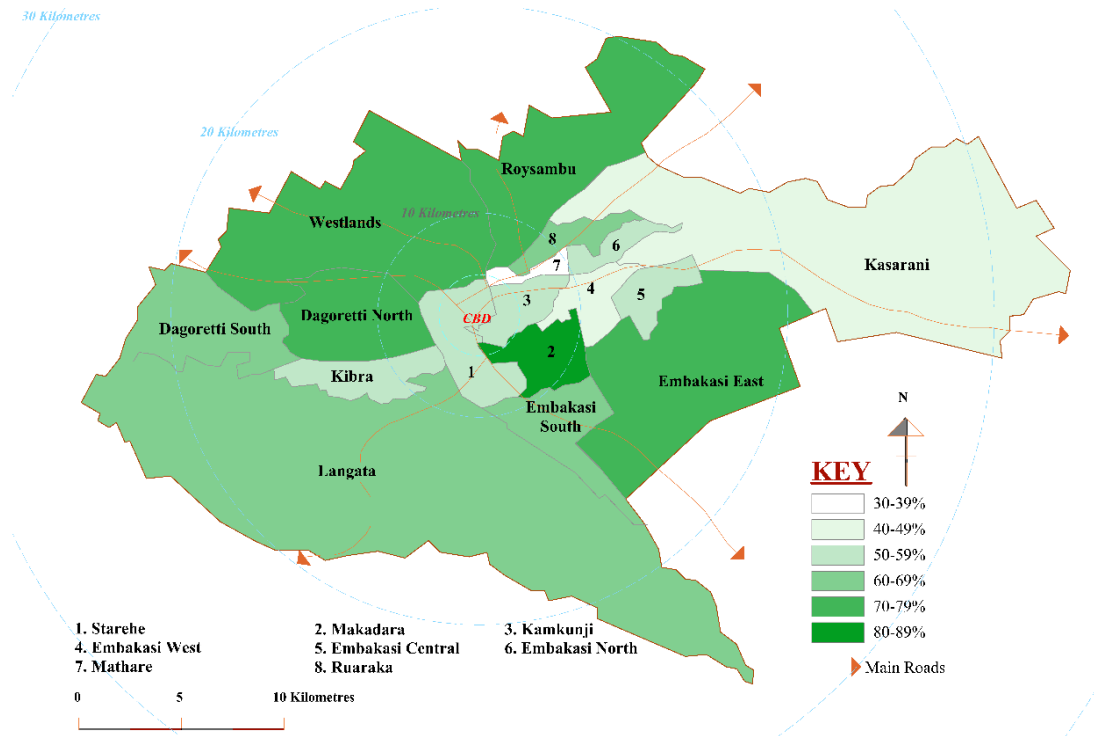 30 Kilometres
20 Kilometres
10 Kilometres
Roysambu
Westlands
8
6
7
Kasarani
4
5
3
Dagoretti South
Dagoretti North
CBD
2
1
Kibra
Embakasi East
Embakasi
South
Langata
N
KEY
30-39%
40-49%
50-59%
60-69%
70-79%
80-89%
Main Roads
1. Starehe
2. Makadara
3. Kamkunji
4. Embakasi West
5. Embakasi Central
6. Embakasi North
7. Mathare
8. Ruaraka
0 5 10 Kilometres